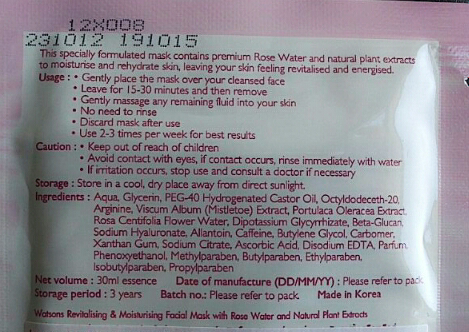 12X008
231012 191015
This specially formulated mask contains premium Rose Water and natural plant extracts
to moisturise and rehydrate skin, leaving your skin feeling revitalised and energised.
Usage : • Gently place the mask over your cleansed face
• Leave for 15-30 minutes and then remove
• Gently massage any remaining fluid into your skin
• No need to rinse
• Discard mask after use
• Use 2-3 times per week for best results
Caution : • Keep out of reach of children
• Avoid contact with eyes, if contact occurs, rinse immediately with water
• If irritation occurs, stop use and consult a doctor if necessary
Storage : Store in a cool, dry place away from direct sunlight.
Ingredients : Aqua, Glycerin, PEG-40 Hydrogenated Castor Oil, Octyldodeceth-20,
Arginine, Viscum Album (Mistletoe) Extract, Portulaca Oleracea Extract,
Rosa Centifolia Flower Water, Dipotassium Glycyrrhizate, Beta-Glucan,
Sodium Hyaluronate, Allantoin, Caffeine, Butylene Glycol, Carbomer,
Xanthan Gum, Sodium Citrate, Ascorbic Acid, Disodium EDTA, Parfum,
Phenoxyethanol, Methylparaben, Butylparaben, Ethylparaben,
Isobutylparaben, Propylparaben
Net volume : 30ml essence Date of manufacture (DD/MM/YY) : Please refer to pack
Storage period : 3 years Batch no.: Please refer to pack Made in Korea
Watsons Revitalising & Moisturising Facial Mask with Rose Water and Natural Plant Extracts